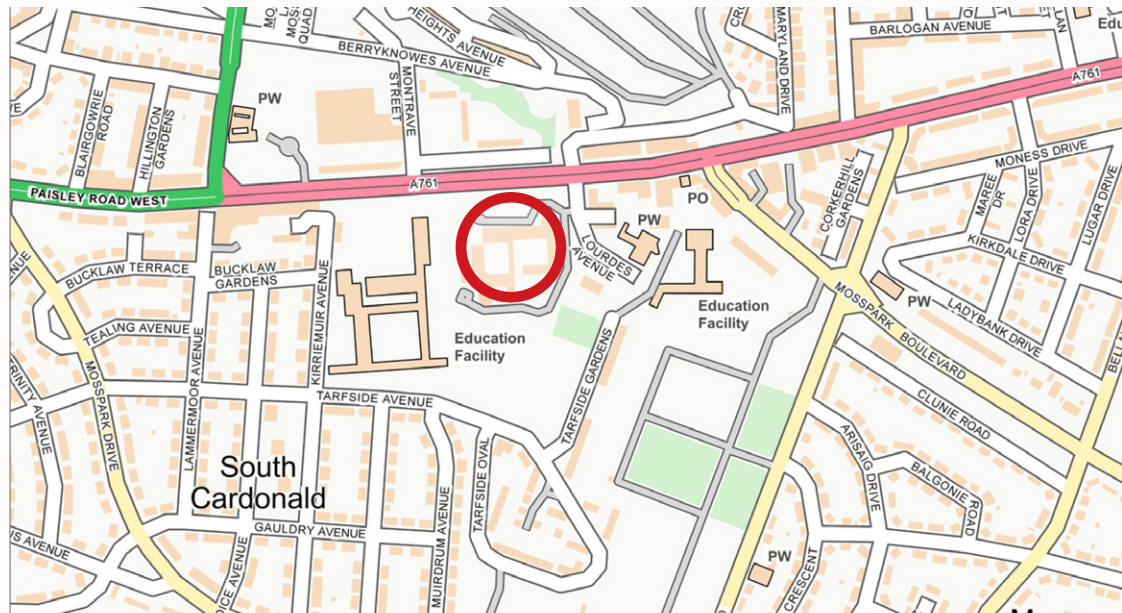 HEIGHTS AVENUE
BERRYKNOWES AVENUE
MONTRAVE
STREET
MARYLAND DRIVE
BARLOGAN AVENUE
A761
PW
BLAIRGOWRIE
ROAD
HILLINGTON
GARDENS
PAISLEY ROAD WEST
A761
MONESS DRIVE
MAREE
DR
LORA DRIVE
LUGAR DRIVE
KIRKDALE DRIVE
CORKERHILL
GARDENS
PO
PW
LOURDES
AVENUE
BUCKLAW TERRACE
BUCKLAW
GARDENS
TEALING AVENUE
KIRRIEMUIR AVENUE
LAMMERMOOR AVENUE
MOSSPARK DRIVE
Education
Facility
Education
Facility
PW
LADYBANK DRIVE
MOSSPARK
BOULEVARD
CLUNIE ROAD
TARFSIDE AVENUE
TARFSIDE GARDENS
TARFSIDE OVAL
South
Cardonald
GAULDRY AVENUE
MUIRDRUM AVENUE
ARISAIG DRIVE
BALGONIE
ROAD
PW
CRESCENT